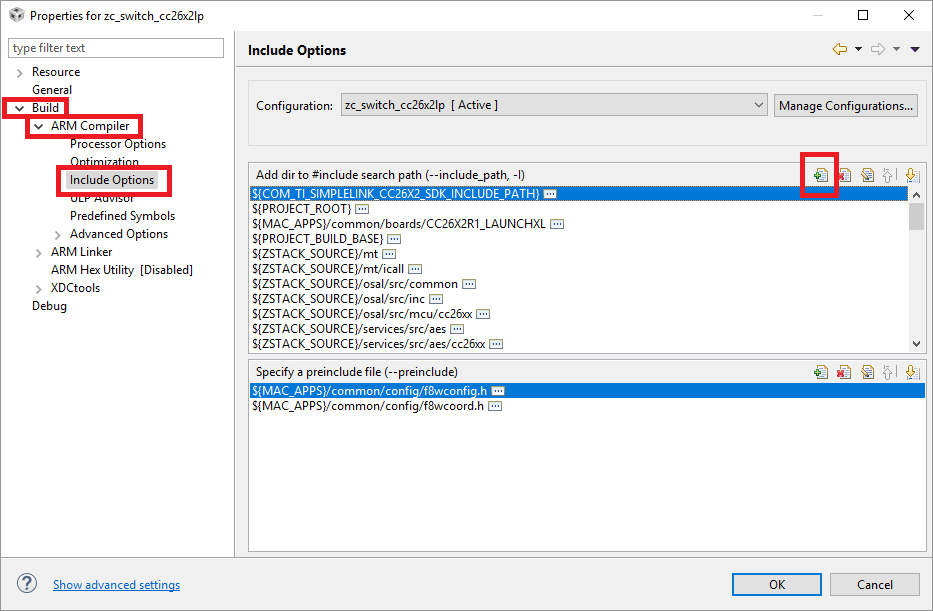 Properties for zc_switch_cc26x2lp
type filter text
Resource
General
Build
ARM Compiler
Processor Options
Optimization
Include Options
ULP Advisor
Predefined Symbols
Advanced Options
ARM Linker
ARM Hex Utility [Disabled]
XDCtools
Debug
Include Options
Configuration:
zc_switch_cc26x2lp [ Active ]
Manage Configurations...
Add dir to #include search path (--include_path, -I)
${COM_TI_SIMPLELINK_CC26X2_SDK_INCLUDE_PATH}
${PROJECT_ROOT}
${MAC_APPS}/common/boards/CC26X2R1_LAUNCHXL
${PROJECT_BUILD_BASE}
${ZSTACK_SOURCE}/mt
${ZSTACK_SOURCE}/mt/icall
${ZSTACK_SOURCE}/osal/src/common
${ZSTACK_SOURCE}/osal/src/inc
${ZSTACK_SOURCE}/osal/src/mcu/cc26xx
${ZSTACK_SOURCE}/services/src/aes
${ZSTACK_SOURCE}/services/src/aes/cc26xx
Specify a preinclude file (--preinclude)
${MAC_APPS}/common/config/f8wconfig.h
${MAC_APPS}/common/config/f8wcoord.h
Show advanced settings
OK
Cancel